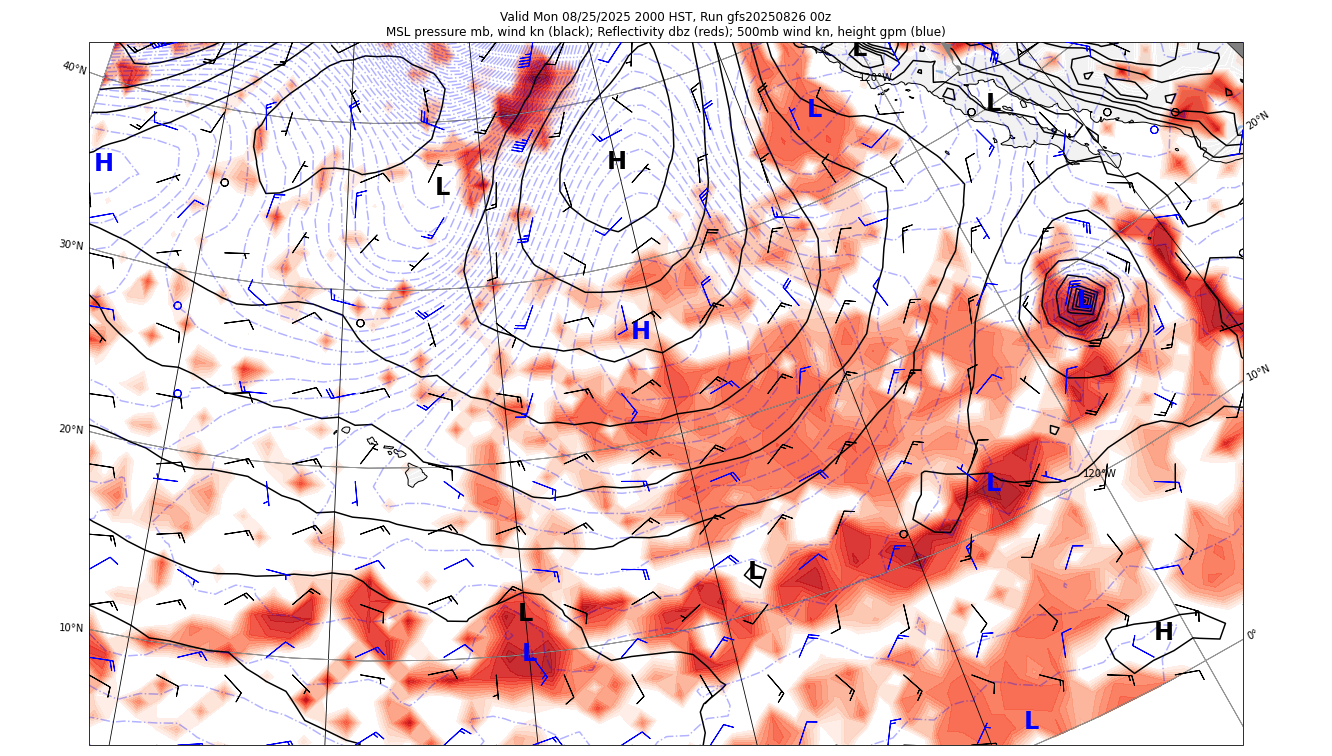 Valid Mon 08/25/2025 2000 HST, Run gfs20250826 00z
MSL pressure mb, wind kn (black); Reflectivity dbz (reds); 500mb wind kn, height gpm (blue)
L
40°N
120°W
L
L
20°N
H
H
L
30°N
L
H
10°N
20°N
120°W
L
L
L
10°N
H
0°
L
L